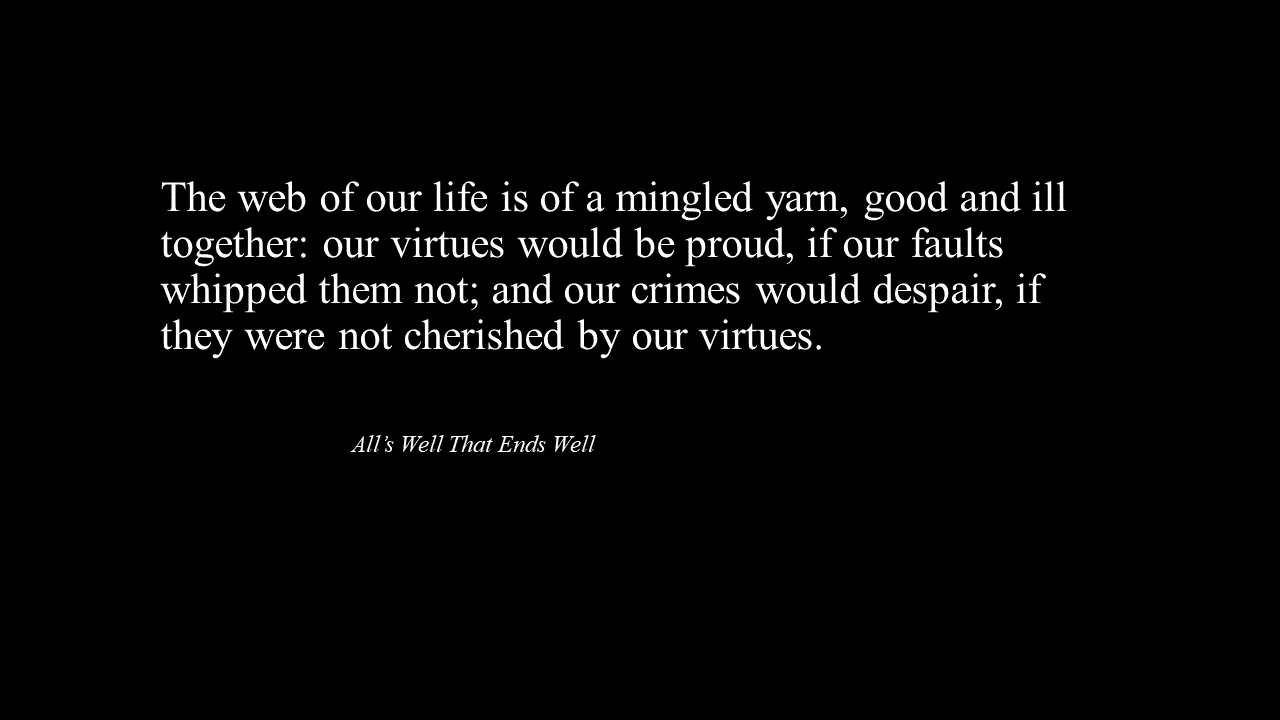 The web of our life is of a mingled yarn, good and ill
together: our virtues would be proud, if our faults
whipped them not; and our crimes would despair, if
they were not cherished by our virtues.
All’s Well That Ends Well